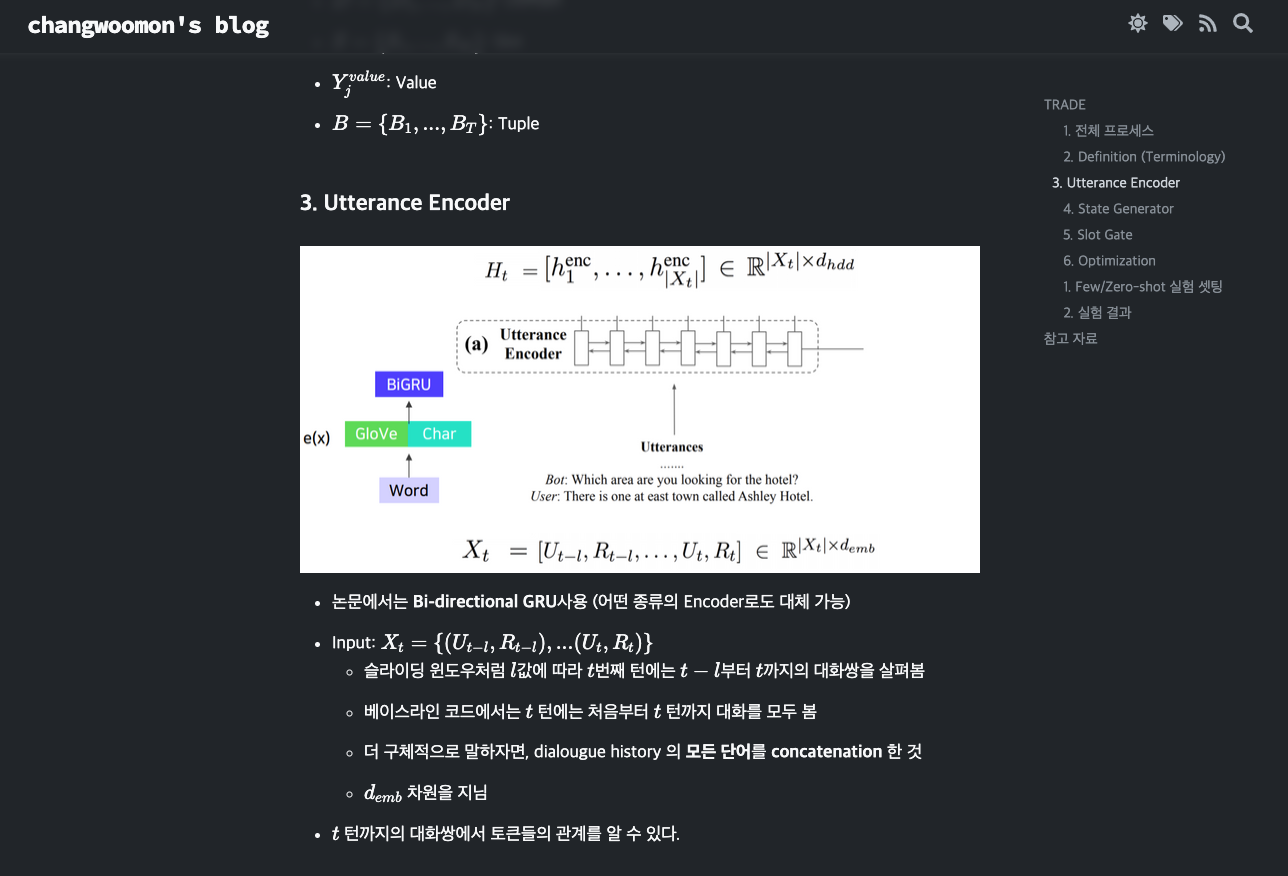 changwoomon's blog
Y_j^{value}: Value
B = {B_1, ..., B_T}: Tuple
3. Utterance Encoder
H_t = [h_1^{enc}, . . . , h_{|X_t|}^{enc}] ∈ ℝ^{|X_t|×d_{hdd}}
(a) Utterance
Encoder
BiGRU
e(x) GloVe Char
Word
Utterances
.......
Bot: Which area are you looking for the hotel?
User: There is one at east town called Ashley Hotel.
X_t = [U_{t−l}, R_{t−l}, . . . , U_t, R_t] ∈ ℝ^{|X_t|×d_{emb}}
논문에서는 Bi-directional GRU사용 (어떤 종류의 Encoder로도 대체 가능)
Input: X_t = {(U_{t−l}, R_{t−l}), ...(U_t, R_t)}
슬라이딩 윈도우처럼 l값에 따라 t번째 턴에는 t − l부터 t까지의 대화쌍을 살펴봄
베이스라인 코드에서는 t 턴에는 처음부터 t 턴까지 대화를 모두 봄
더 구체적으로 말하자면, dialougue history 의 모든 단어를 concatenation 한 것
d_{emb} 차원을 지님
t 턴까지의 대화쌍에서 토큰들의 관계를 알 수 있다.
TRADE
1. 전체 프로세스
2. Definition (Terminology)
3. Utterance Encoder
4. State Generator
5. Slot Gate
6. Optimization
1. Few/Zero-shot 실험 셋팅
2. 실험 결과
참고 자료